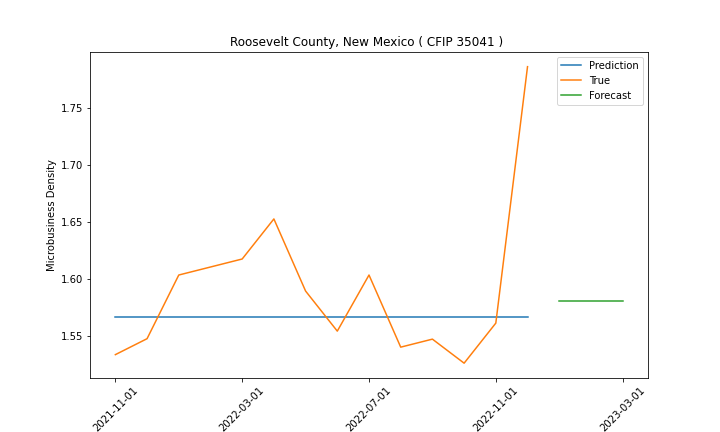 Roosevelt County, New Mexico ( CFIP 35041 )
Prediction
True
Forecast
Microbusiness Density
1.75
1.70
1.65
1.60
1.55
2021-11-01
2022-03-01
2022-07-01
2022-11-01
2023-03-01